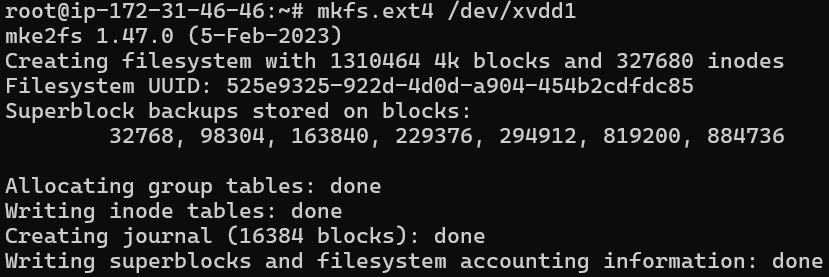 root@ip-172-31-46-46:~# mkfs.ext4 /dev/xvdd1
mke2fs 1.47.0 (5-Feb-2023)
Creating filesystem with 1310464 4k blocks and 327680 inodes
Filesystem UUID: 525e9325-922d-4d0d-a904-454b2cdfdc85
Superblock backups stored on blocks:
        32768, 98304, 163840, 229376, 294912, 819200, 884736

Allocating group tables: done
Writing inode tables: done
Creating journal (16384 blocks): done
Writing superblocks and filesystem accounting information: done